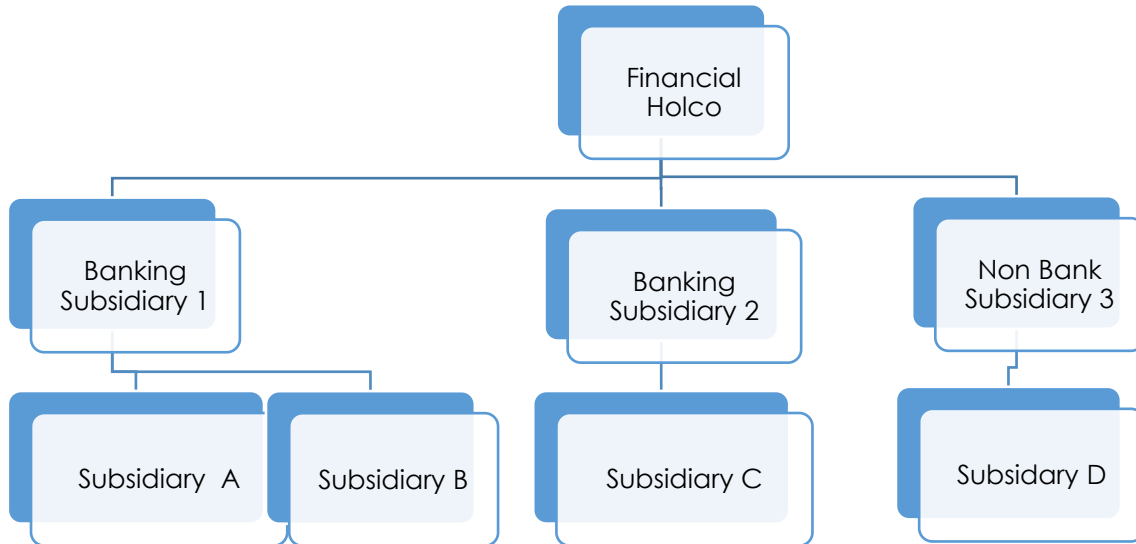 Financial
Holco
Banking
Subsidiary 1
Banking
Subsidiary 2
Non Bank
Subsidiary 3
Subsidiary A
Subsidiary B
Subsidiary C
Subsidary D